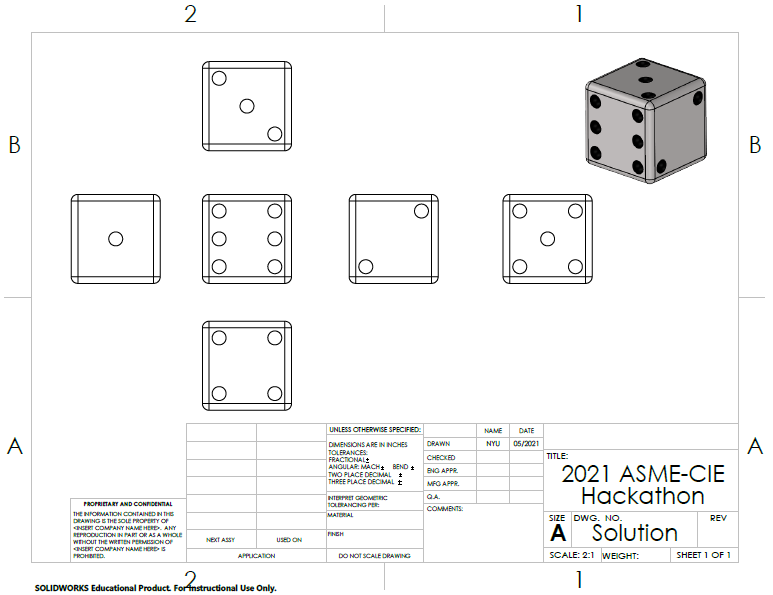 2 1
B B
A A
UNLESS OTHERWISE SPECIFIED:
DIMENSIONS ARE IN INCHES
TOLERANCES:
FRACTIONAL±
ANGULAR: MACH± BEND ±
TWO PLACE DECIMAL ±
THREE PLACE DECIMAL ±
INTERPRET GEOMETRIC
TOLERANCING PER:
MATERIAL
FINISH
DO NOT SCALE DRAWING
NAME DATE
DRAWN NYU 05/2021
CHECKED
ENG APPR.
MFG APPR.
Q.A.
COMMENTS:
TITLE:
2021 ASME-CIE
Hackathon
SIZE DWG. NO. REV
A Solution
SCALE: 2:1 WEIGHT: SHEET 1 OF 1
PROPRIETARY AND CONFIDENTIAL
THE INFORMATION CONTAINED IN THIS
DRAWING IS THE SOLE PROPERTY OF
<INSERT COMPANY NAME HERE>. ANY
REPRODUCTION IN PART OR AS A WHOLE
WITHOUT THE WRITTEN PERMISSION OF
<INSERT COMPANY NAME HERE> IS
PROHIBITED.
NEXT ASSY USED ON
APPLICATION
2 1
SOLIDWORKS Educational Product. For Instructional Use Only.